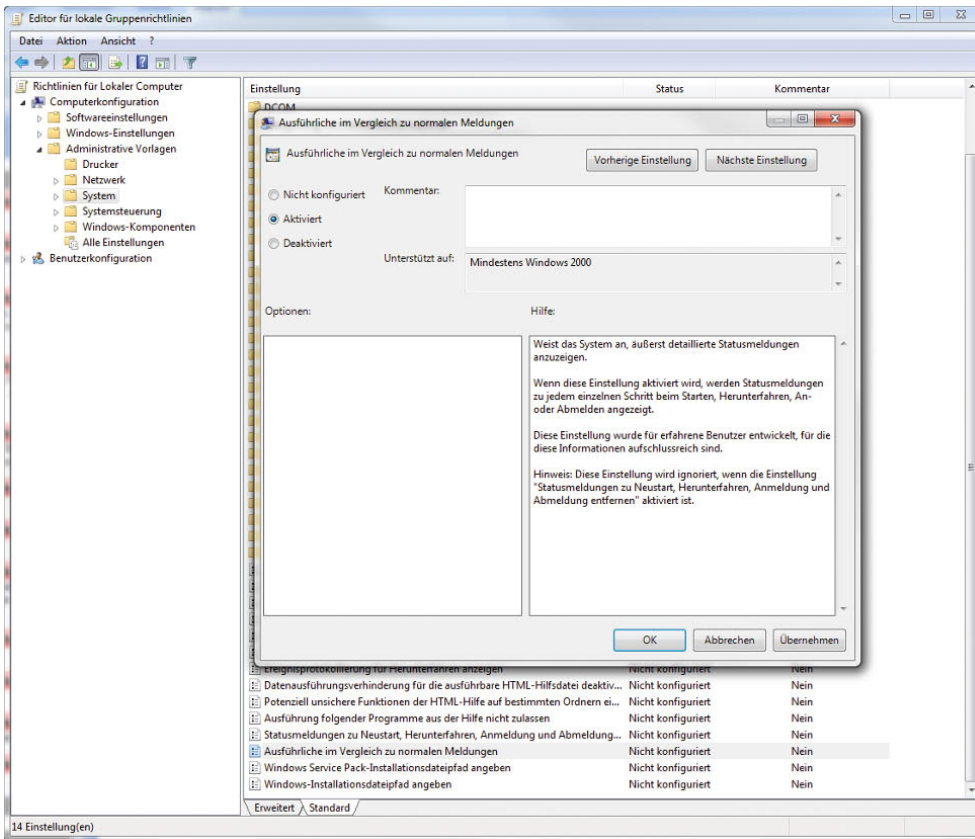 Editor für lokale Gruppenrichtlinien
Datei Aktion Ansicht ?
Richtlinien für Lokaler Computer
Computerkonfiguration
Softwareeinstellungen
Windows-Einstellungen
Administrative Vorlagen
Drucker
Netzwerk
System
Systemsteuerung
Windows-Komponenten
Alle Einstellungen
Benutzerkonfiguration
Einstellung Status Kommentar
DCOM
Ausführliche im Vergleich zu normalen Meldungen
Ausführliche im Vergleich zu normalen Meldungen
Vorherige Einstellung Nächste Einstellung
Nicht konfiguriert
Aktiviert
Deaktiviert
Kommentar:
Unterstützt auf: Mindestens Windows 2000
Optionen:
Hilfe:
Weist das System an, äußerst detaillierte Statusmeldungen
anzuzeigen.
Wenn diese Einstellung aktiviert wird, werden Statusmeldungen
zu jedem einzelnen Schritt beim Starten, Herunterfahren, An-
oder Abmelden angezeigt.
Diese Einstellung wurde für erfahrene Benutzer entwickelt, für die
diese Informationen aufschlussreich sind.
Hinweis: Diese Einstellung wird ignoriert, wenn die Einstellung
"Statusmeldungen zu Neustart, Herunterfahren, Anmeldung und
Abmeldung entfernen" aktiviert ist.
OK Abbrechen Übernehmen
Ereignisprotokollierung für Herunterfahren anzeigen Nicht konfiguriert Nein
Datenausführungsverhinderung für die ausführbare HTML-Hilfsdatei deaktiv... Nicht konfiguriert Nein
Potenziell unsichere Funktionen der HTML-Hilfe auf bestimmten Ordnern ei... Nicht konfiguriert Nein
Ausführung folgender Programme aus der Hilfe nicht zulassen Nicht konfiguriert Nein
Statusmeldungen zu Neustart, Herunterfahren, Anmeldung und Abmeldung... Nicht konfiguriert Nein
Ausführliche im Vergleich zu normalen Meldungen Nicht konfiguriert Nein
Windows Service Pack-Installationsdateipfad angeben Nicht konfiguriert Nein
Windows-Installationsdateipfad angeben Nicht konfiguriert Nein
Erweitert Standard
14 Einstellung(en)